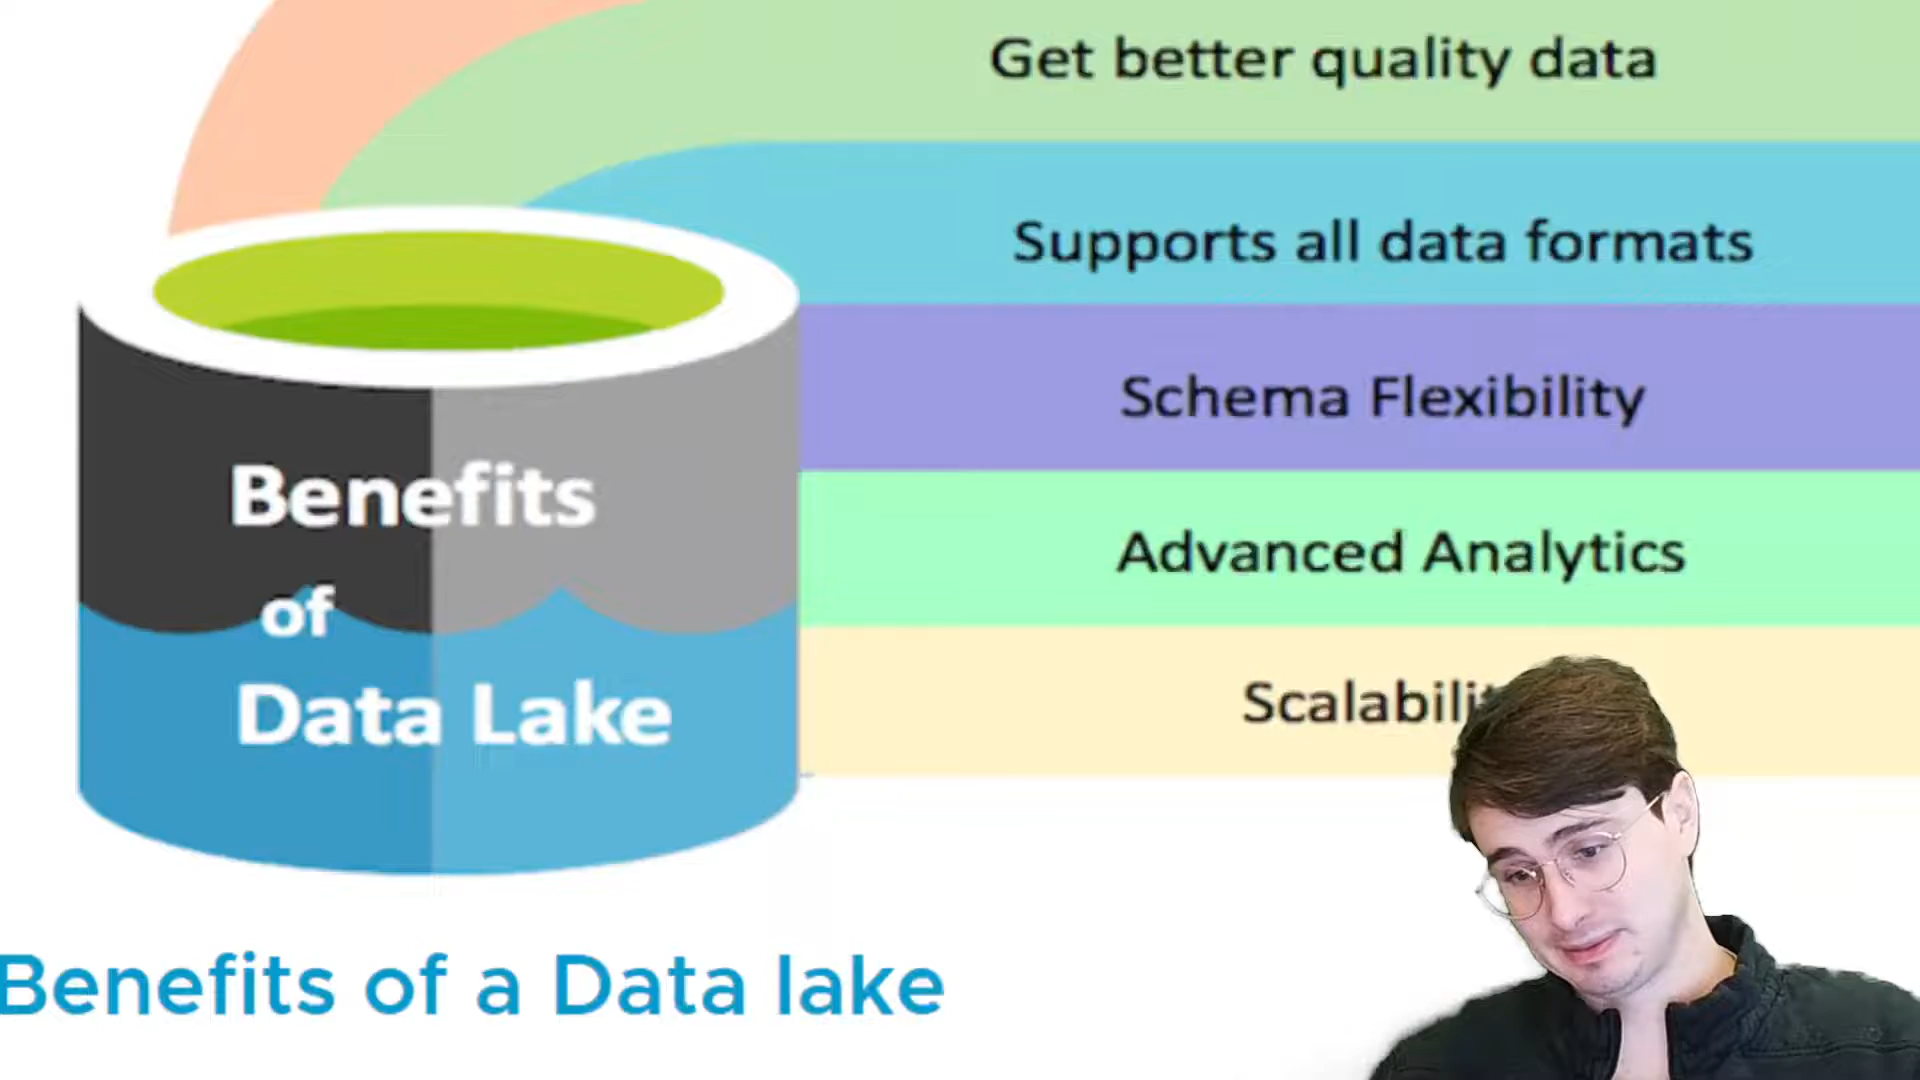 Get better quality data
Supports all data formats
Schema Flexibility
Advanced Analytics
Benefits
of
Data Lake
Benefits of a Data lake